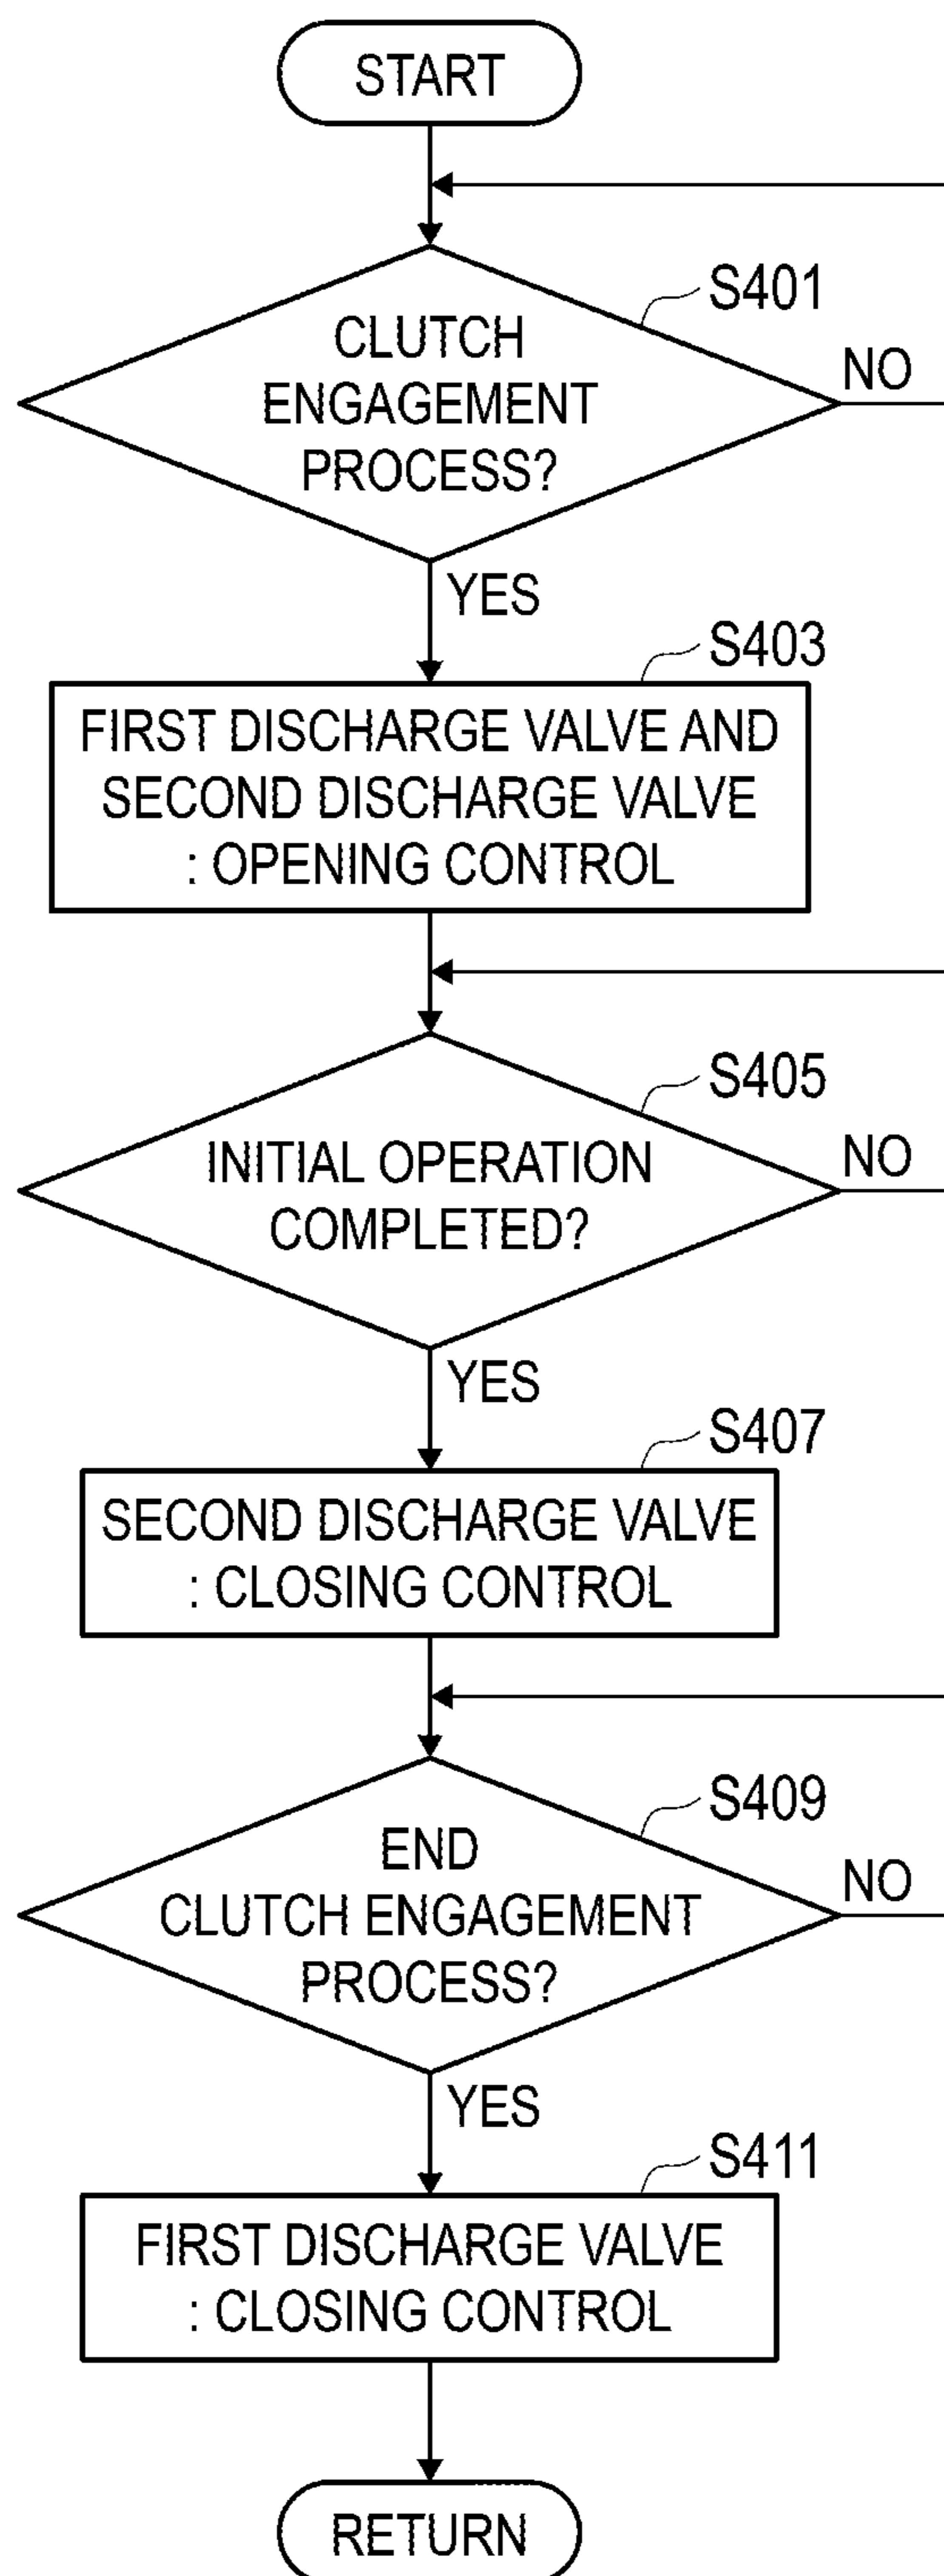 START
S401
CLUTCH
ENGAGEMENT
PROCESS?
NO
YES
S403
FIRST DISCHARGE VALVE AND
SECOND DISCHARGE VALVE
: OPENING CONTROL
S405
INITIAL OPERATION
COMPLETED?
NO
YES
S407
SECOND DISCHARGE VALVE
: CLOSING CONTROL
S409
END
CLUTCH ENGAGEMENT
PROCESS?
NO
YES
S411
FIRST DISCHARGE VALVE
: CLOSING CONTROL
RETURN